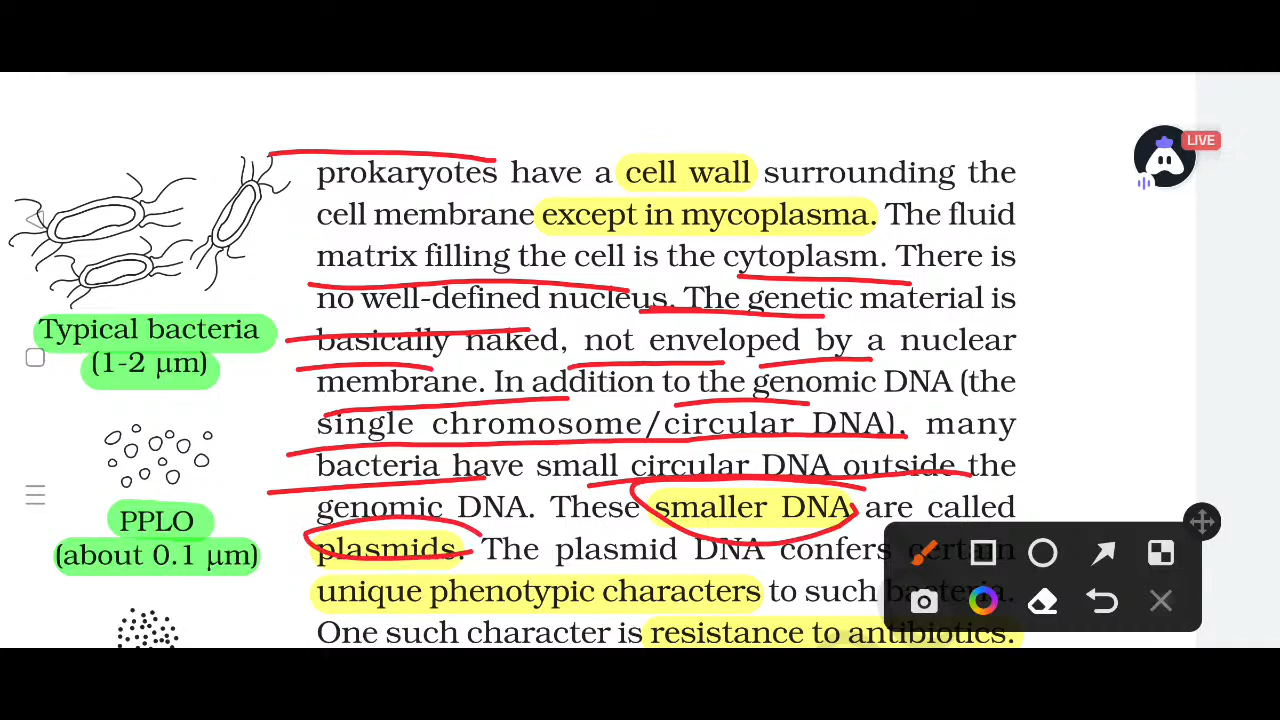 LIVE
prokaryotes have a cell wall surrounding the
cell membrane except in mycoplasma. The fluid
matrix filling the cell is the cytoplasm. There is
no well-defined nucleus. The genetic material is
basically naked, not enveloped by a nuclear
membrane. In addition to the genomic DNA (the
single chromosome/circular DNA), many
bacteria have small circular DNA outside the
genomic DNA. These smaller DNA are called
plasmids. The plasmid DNA confers certain
unique phenotypic characters to such bacteria.
One such character is resistance to antibiotics.
Typical bacteria
(1-2 µm)
PPLO
(about 0.1 µm)